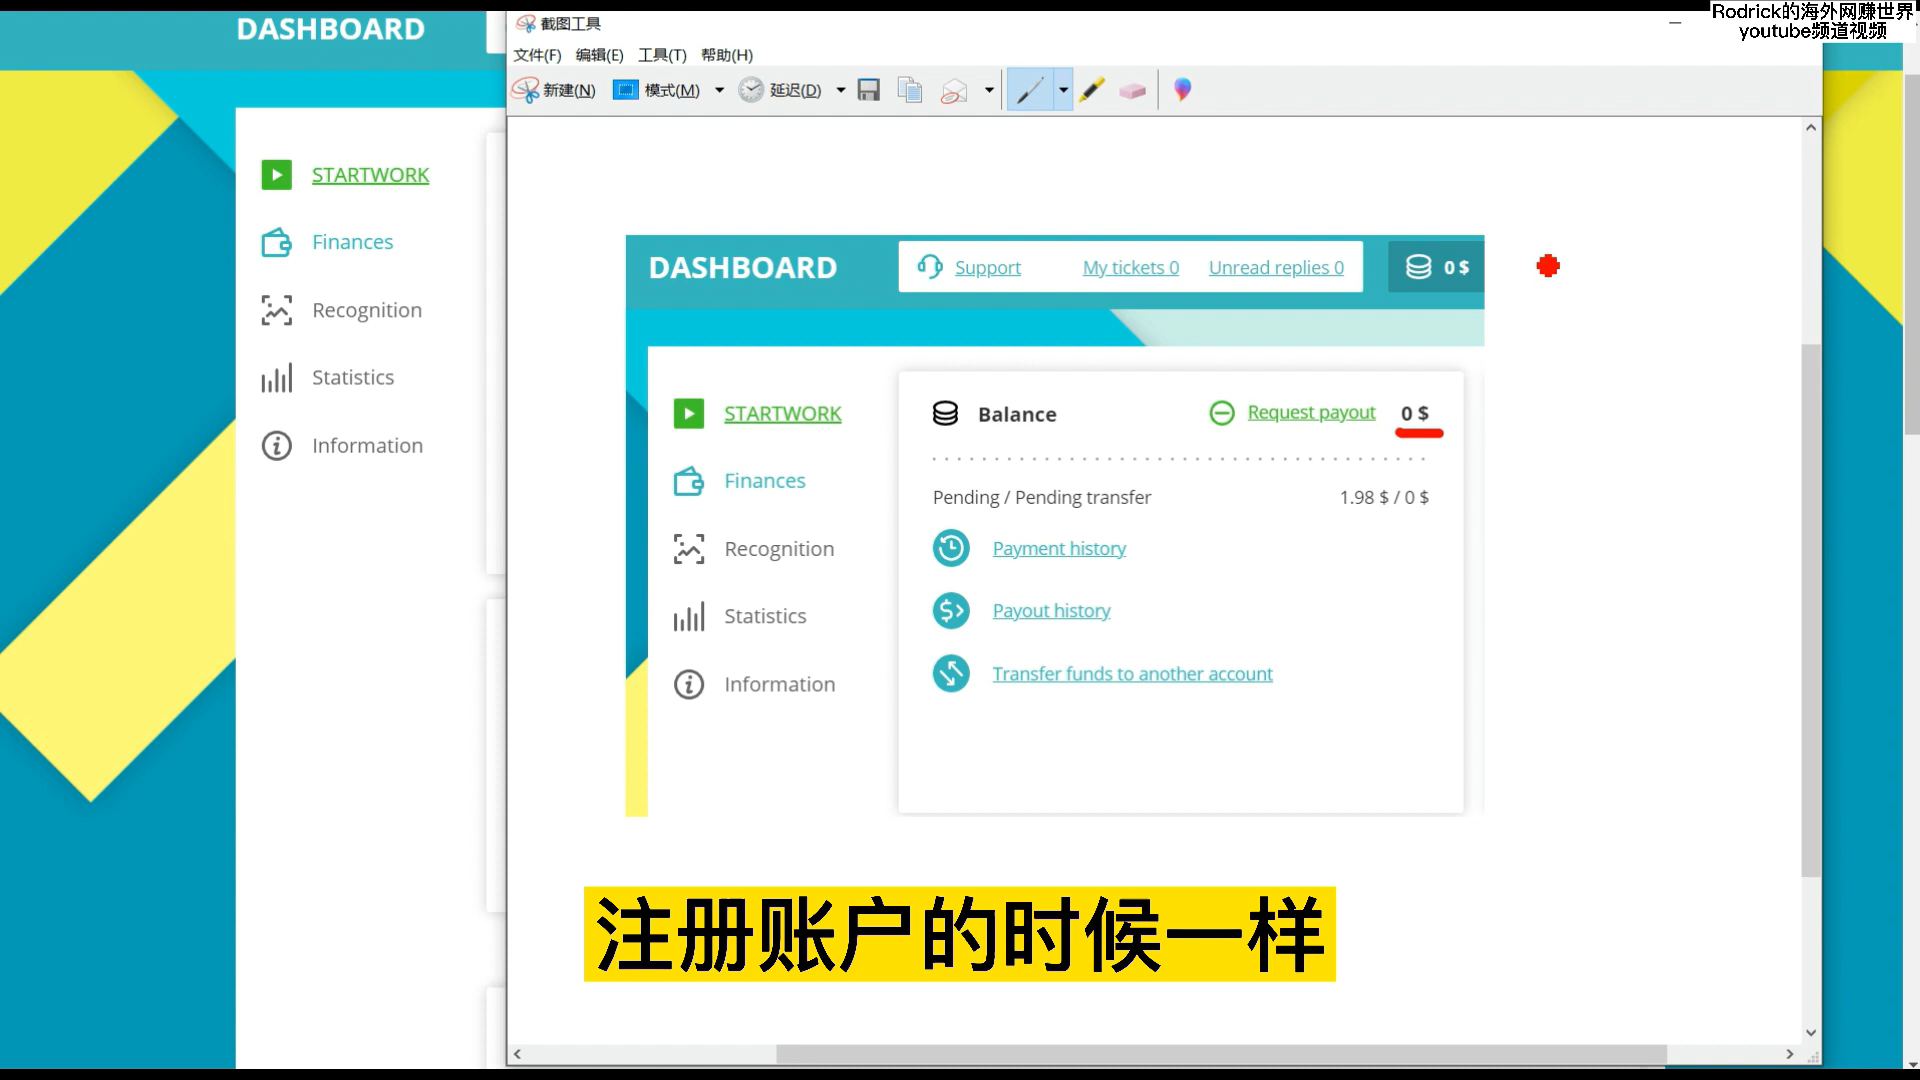 DASHBOARD
截图工具
Rodrick的海外网赚世界
youtube频道视频
文件(F) 编辑(E) 工具(T) 帮助(H)
新建(N) 模式(M) 延迟(D)
STARTWORK
Finances
Recognition
Statistics
Information
DASHBOARD
Support My tickets 0 Unread replies 0
0 $
STARTWORK
Finances
Recognition
Statistics
Information
Balance Request payout 0 $
Pending / Pending transfer 1.98 $ / 0 $
Payment history
Payout history
Transfer funds to another account
注册账户的时候一样